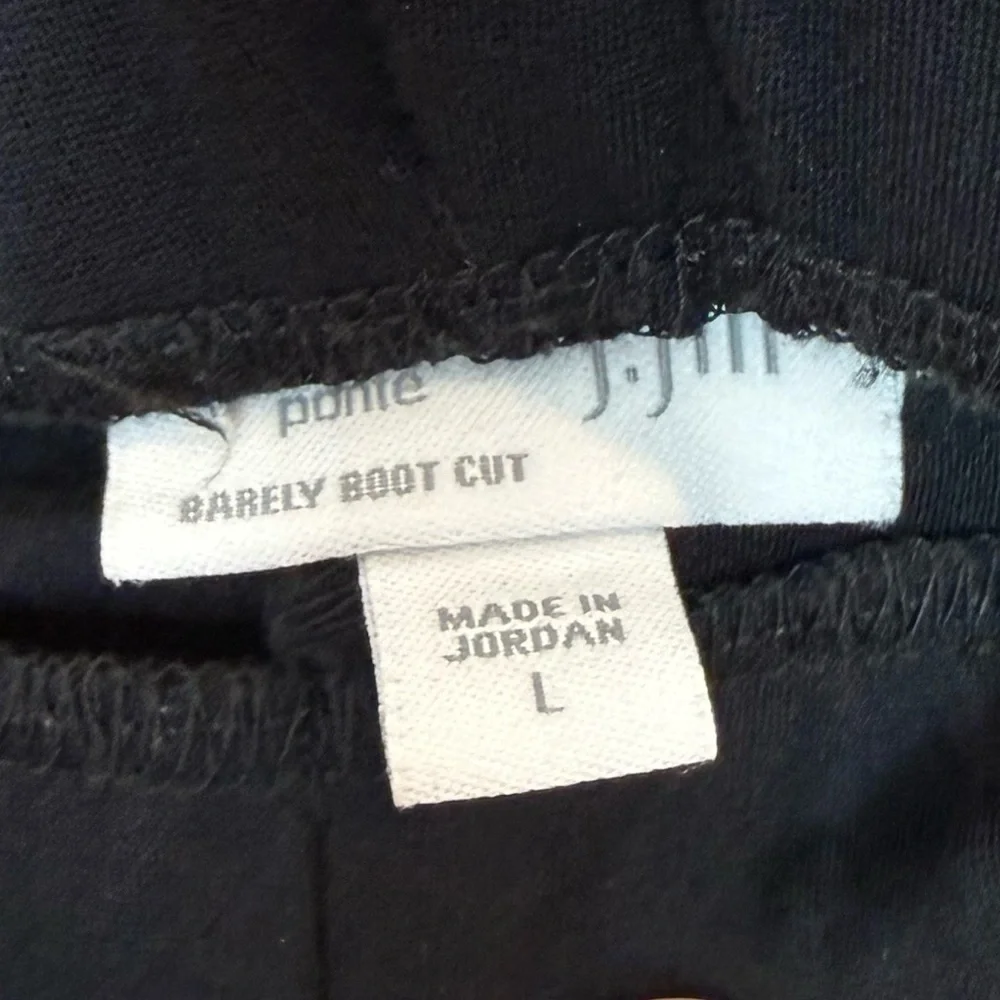 ponte J.Jill
BARELY BOOT CUT
MADE IN
JORDAN
L